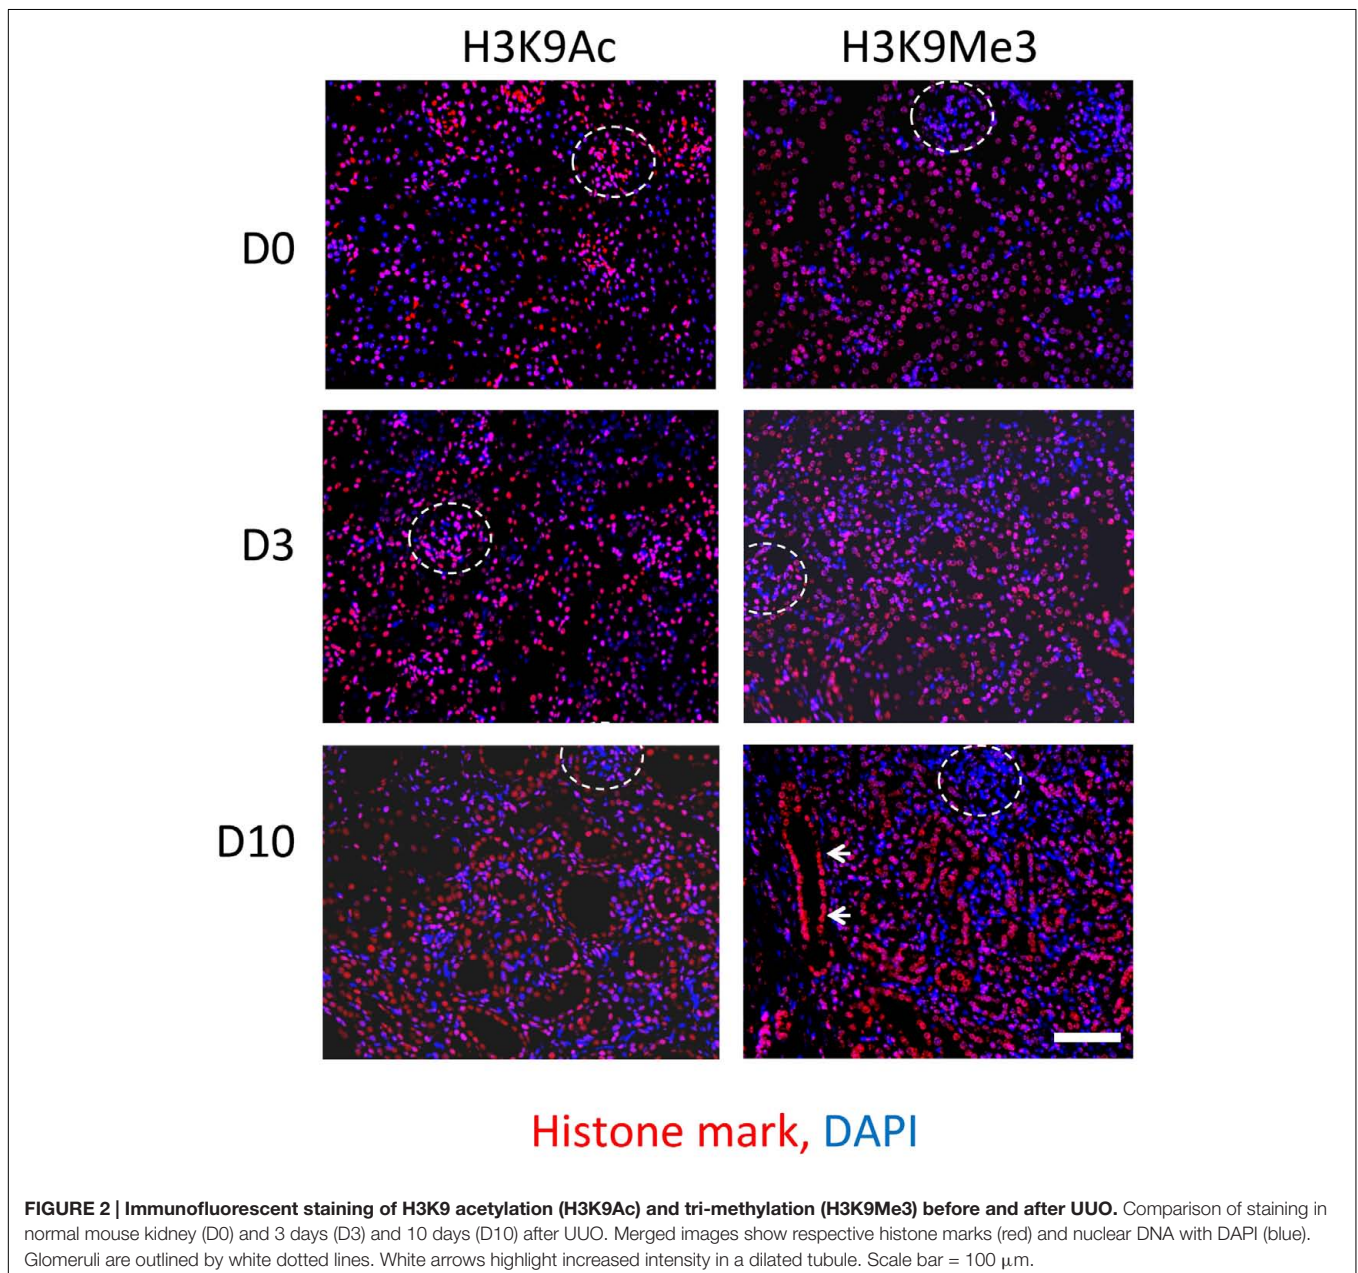 H3K9Ac H3K9Me3
D0
D3
D10
Histone mark, DAPI
FIGURE 2 | Immunofluorescent staining of H3K9 acetylation (H3K9Ac) and tri-methylation (H3K9Me3) before and after UUO. Comparison of staining in
normal mouse kidney (D0) and 3 days (D3) and 10 days (D10) after UUO. Merged images show respective histone marks (red) and nuclear DNA with DAPI (blue).
Glomeruli are outlined by white dotted lines. White arrows highlight increased intensity in a dilated tubule. Scale bar = 100 μm.